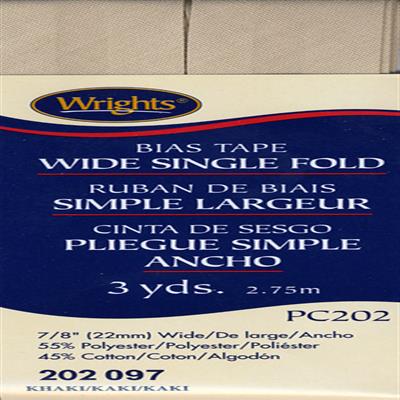 Wrights®
BIAS TAPE
WIDE SINGLE FOLD
RUBAN DE BIAIS
SIMPLE LARGEUR
CINTA DE SESGO
PLIEGUE SIMPLE
ANCHO
3 yds. 2.75m
PC202
7/8" (22mm) Wide/De large/Ancho
55% Polyester/Polyester/Poliéster
45% Cotton/Coton/Algodón
202 097
KHAKI/KAKI/KAKI